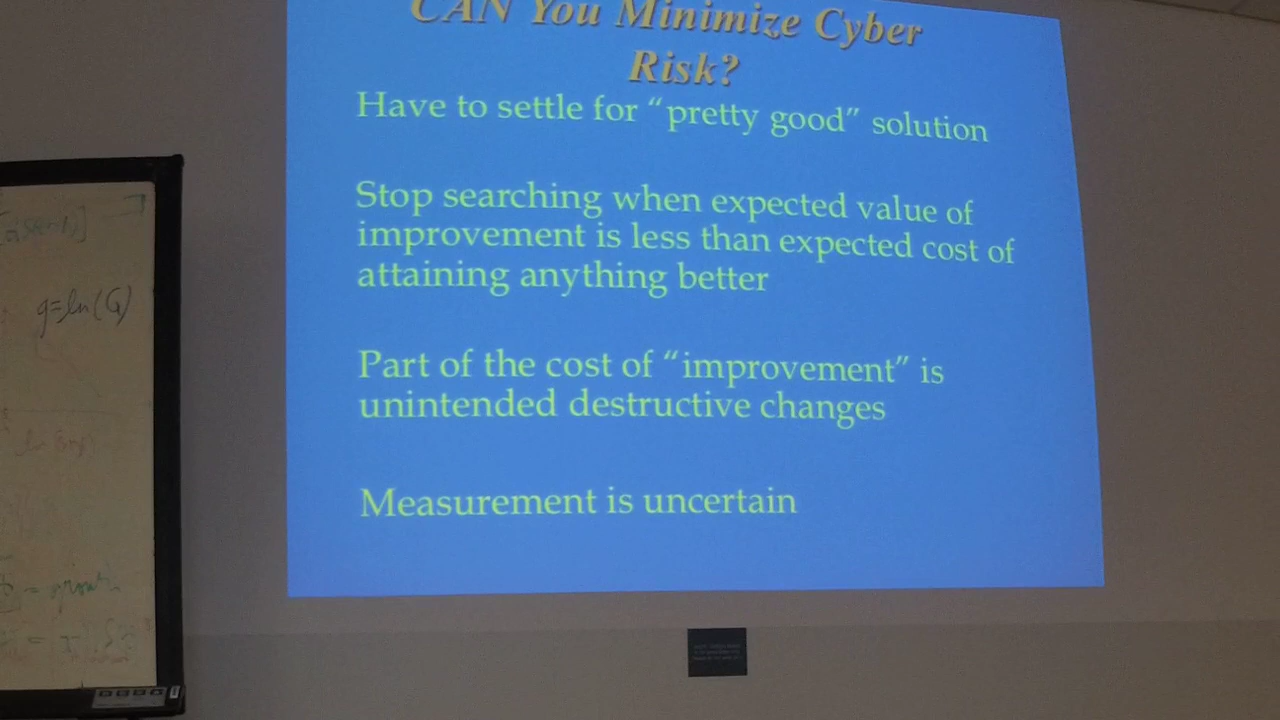 CAN You Minimize Cyber
Risk?
Have to settle for “pretty good” solution
Stop searching when expected value of
improvement is less than expected cost of
attaining anything better
Part of the cost of “improvement” is
unintended destructive changes
Measurement is uncertain
g=ln(G)
= growth